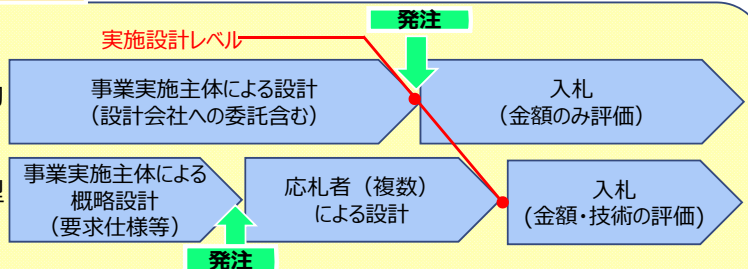 発注
実施設計レベル
事業実施主体による設計
（設計会社への委託含む）
入札
（金額のみ評価）
事業実施主体による
概略設計
（要求仕様等）
応札者（複数）
による設計
入札
(金額・技術の評価)
発注